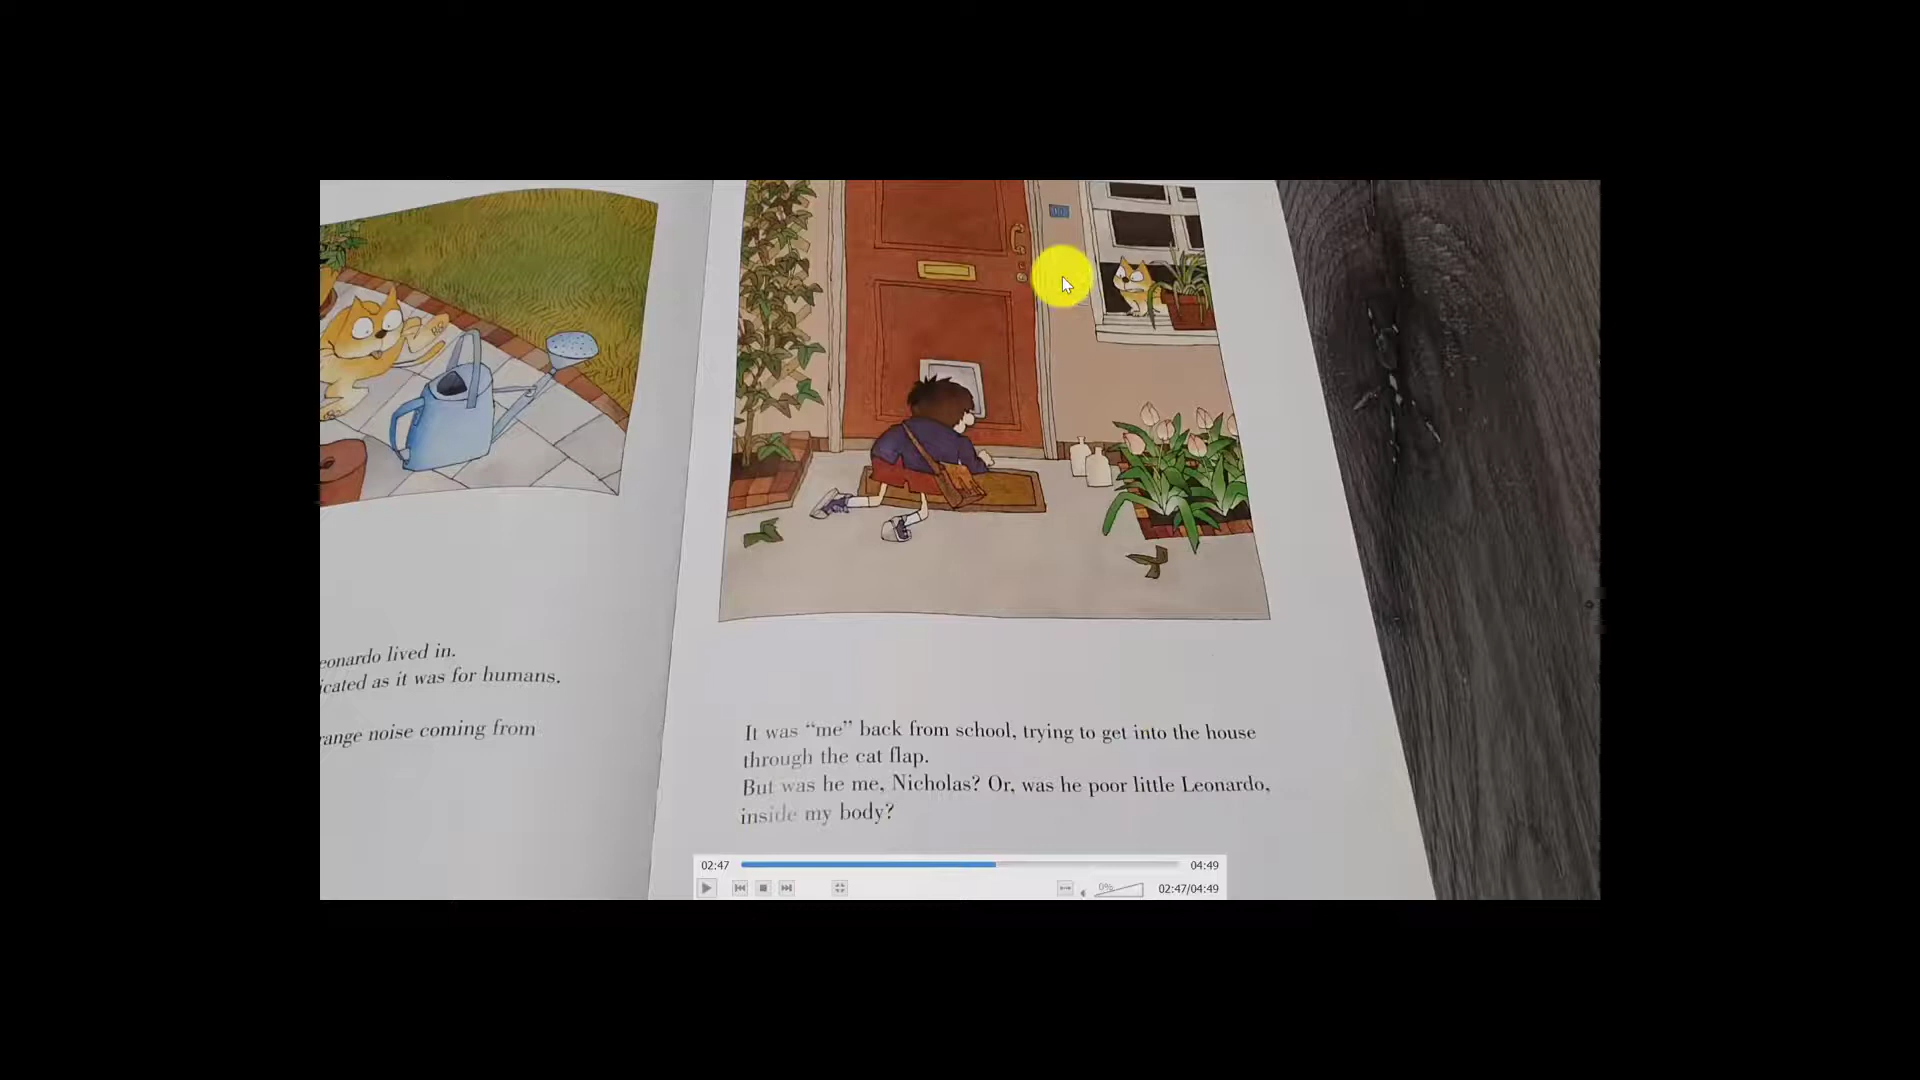 eonardo lived in.
icated as it was for humans.
range noise coming from
It was “me” back from school, trying to get into the house
through the cat flap.
But was he me, Nicholas? Or, was he poor little Leonardo,
inside my body?
02:47
04:49
0%
02:47/04:49